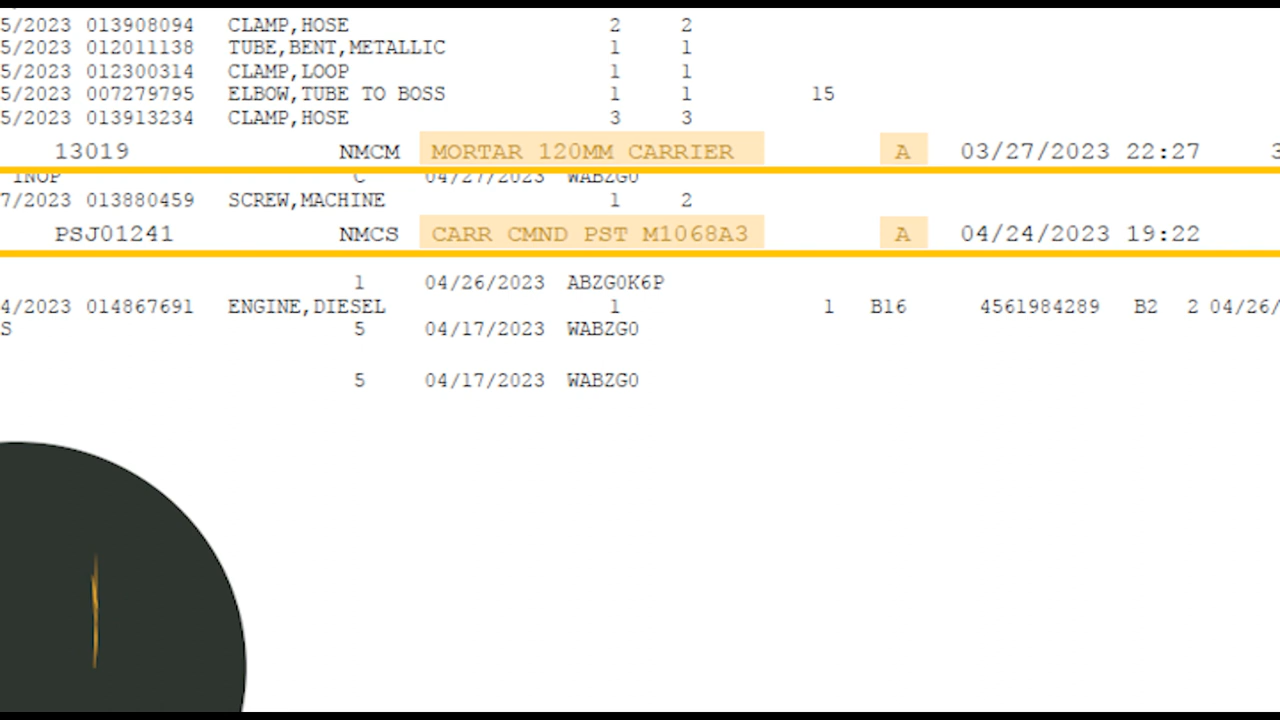 5/2023 013908094 CLAMP,HOSE 2 2
5/2023 012011138 TUBE,BENT,METALLIC 1 1
5/2023 012300314 CLAMP,LOOP 1 1
5/2023 007279795 ELBOW,TUBE TO BOSS 1 1 15
5/2023 013913234 CLAMP,HOSE 3 3
13019 NMCM MORTAR 120MM CARRIER A 03/27/2023 22:27 3
INOP C 04/27/2023 WABZG0
7/2023 013880459 SCREW,MACHINE 1 2
PSJ01241 NMCS CARR CMND PST M1068A3 A 04/24/2023 19:22
1 04/26/2023 ABZG0K6P
4/2023 014867691 ENGINE,DIESEL 1 1 B16 4561984289 B2 2 04/26/
S 5 04/17/2023 WABZG0
5 04/17/2023 WABZG0